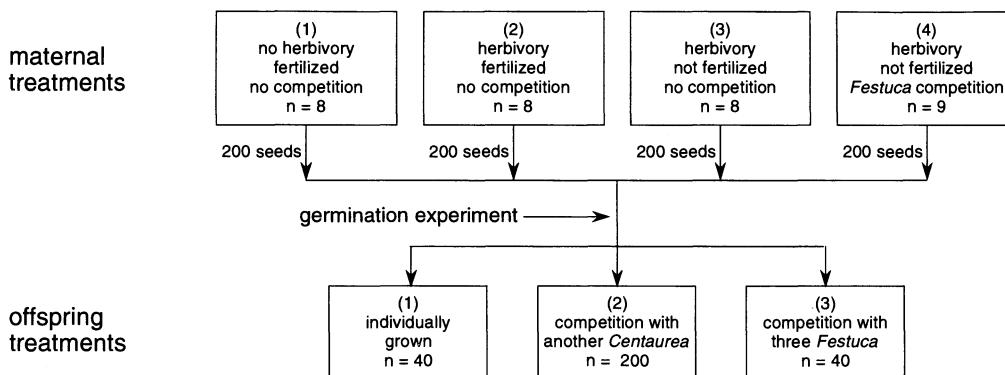 maternal
treatments
(1)
no herbivory
fertilized
no competition
n = 8
(2)
herbivory
fertilized
no competition
n = 8
(3)
herbivory
not fertilized
no competition
n = 8
(4)
herbivory
not fertilized
Festuca competition
n = 9
200 seeds
200 seeds
200 seeds
200 seeds
germination experiment
offspring
treatments
(1)
individually
grown
n = 40
(2)
competition with
another Centaurea
n = 200
(3)
competition with
three Festuca
n = 40